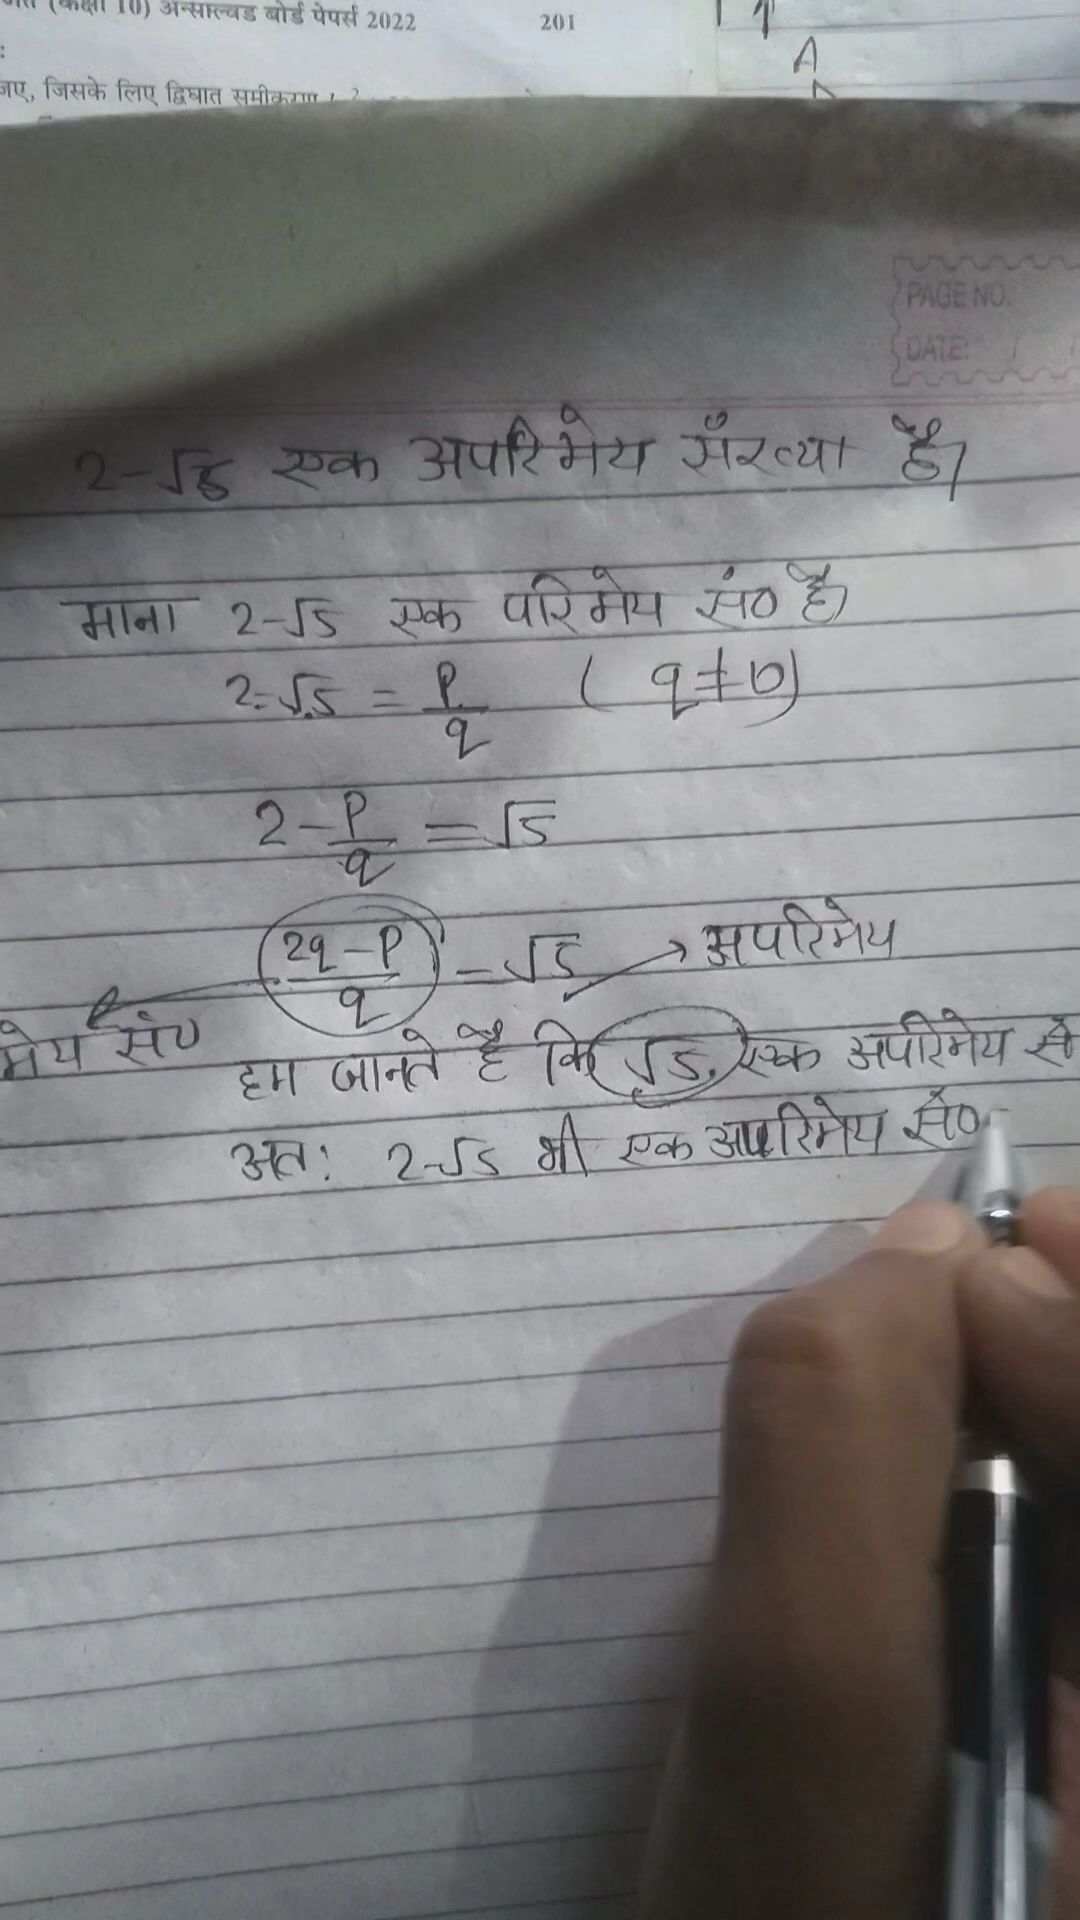 (कक्षा 10) अन्साल्वड बोर्ड पेपर्स 2022 201
A
जिसके लिए द्विघात समीकरण
PAGE NO.
DATE: / /
2-√5 एक अपरिमेय सँख्या है।
माना 2-√5 एक परिमेय सं० है)
2-√5 = P/q ( q≠0)
2-P/q = √5
(2q-P)/q = √5 → अपरिमेय
मेय सं०
हम जानते है कि √5. एक अपरिमेय सं
अतः 2-√5 भी एक अपरिमेय सं०